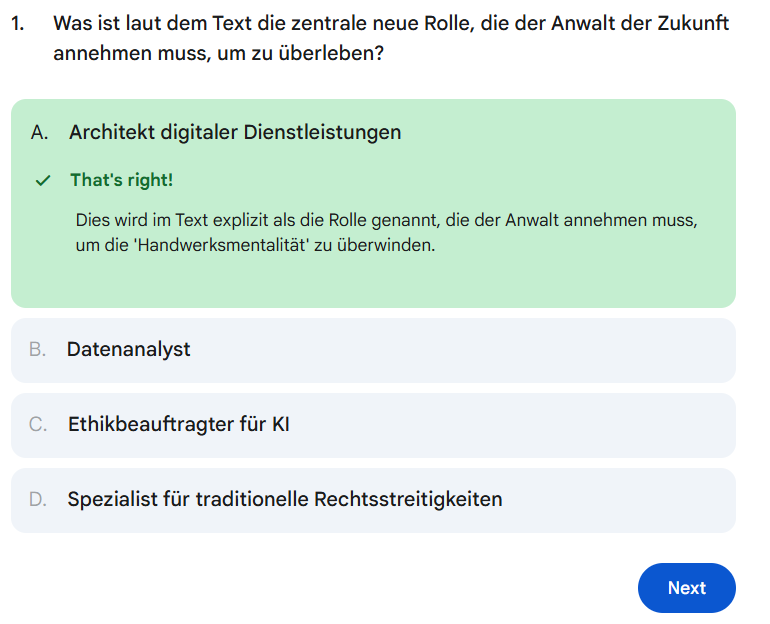 1. Was ist laut dem Text die zentrale neue Rolle, die der Anwalt der Zukunft
annehmen muss, um zu überleben?
A. Architekt digitaler Dienstleistungen
✓ That's right!
Dies wird im Text explizit als die Rolle genannt, die der Anwalt annehmen muss,
um die 'Handwerksmentalität' zu überwinden.
B. Datenanalyst
C. Ethikbeauftragter für KI
D. Spezialist für traditionelle Rechtsstreitigkeiten
Next